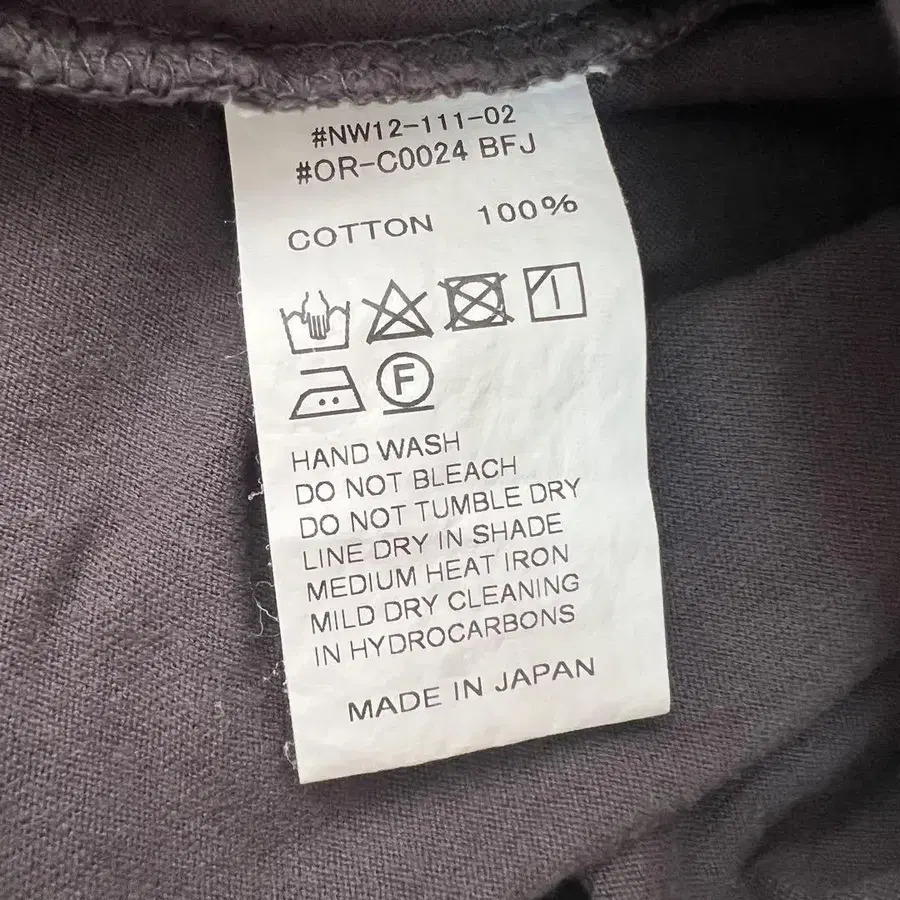 #NW12-111-02
#OR-C0024 BFJ
COTTON 100%
F
HAND WASH
DO NOT BLEACH
DO NOT TUMBLE DRY
LINE DRY IN SHADE
MEDIUM HEAT IRON
MILD DRY CLEANING
IN HYDROCARBONS
MADE IN JAPAN